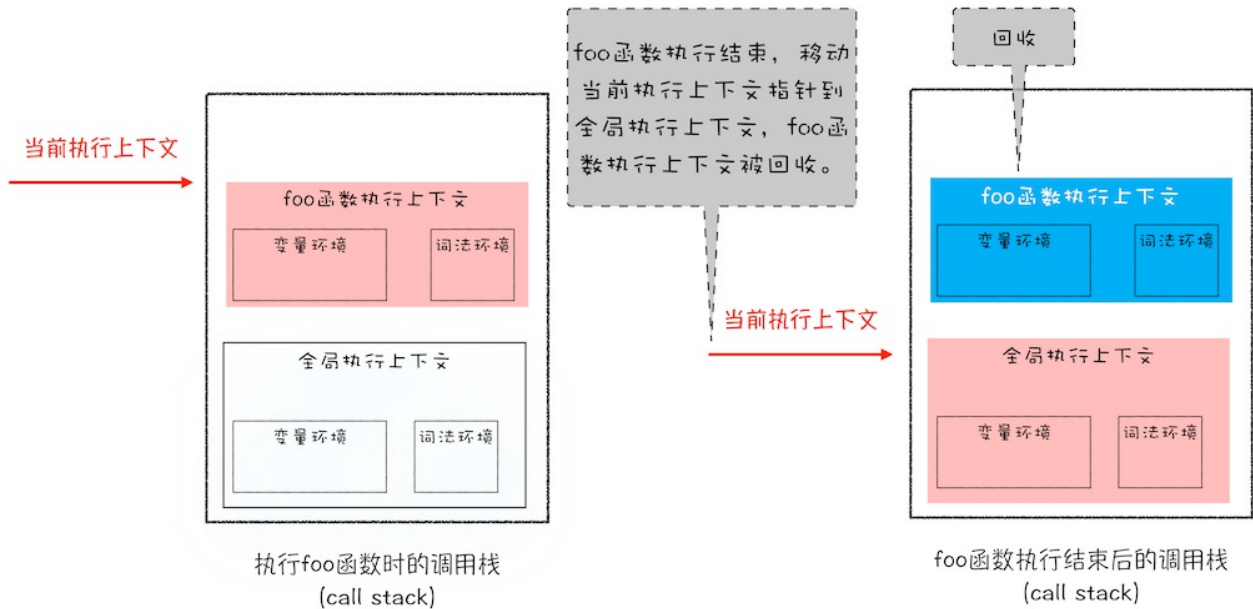 当前执行上下文
foo函数执行上下文
变量环境
词法环境
全局执行上下文
变量环境
词法环境
执行foo函数时的调用栈
(call stack)
foo函数执行结束，移动
当前执行上下文指针到
全局执行上下文，foo函
数执行上下文被回收。
当前执行上下文
回收
foo函数执行上下文
变量环境
词法环境
全局执行上下文
变量环境
词法环境
foo函数执行结束后的调用栈
(call stack)